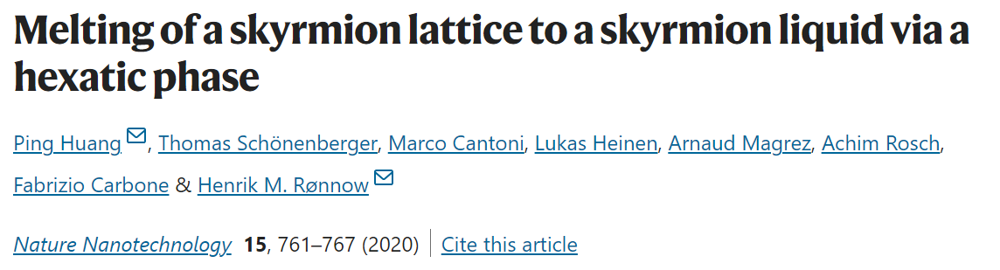 Melting of a skyrmion lattice to a skyrmion liquid via a
hexatic phase
Ping Huang, Thomas Schönenberger, Marco Cantoni, Lukas Heinen, Arnaud Magrez, Achim Rosch,
Fabrizio Carbone & Henrik M. Rønnow
Nature Nanotechnology 15, 761–767 (2020) Cite this article